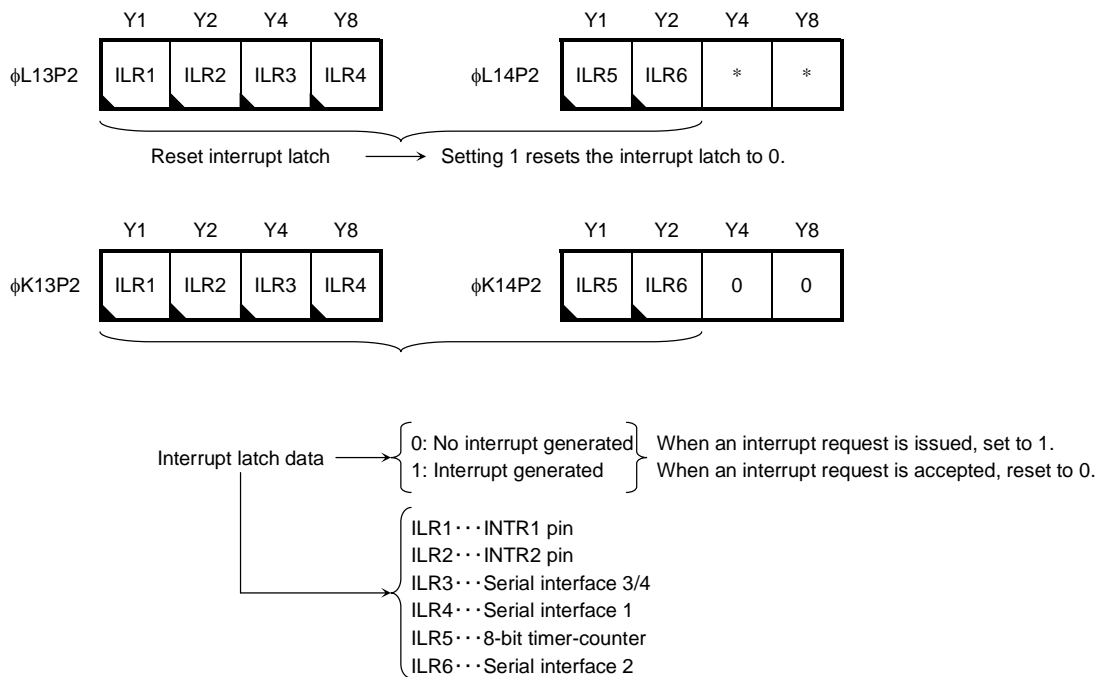 Y1 Y2 Y4 Y8 Y1 Y2 Y4 Y8
ϕL13P2 ILR1 ILR2 ILR3 ILR4 ϕL14P2 ILR5 ILR6 * *
Reset interrupt latch Setting 1 resets the interrupt latch to 0.
Y1 Y2 Y4 Y8 Y1 Y2 Y4 Y8
ϕK13P2 ILR1 ILR2 ILR3 ILR4 ϕK14P2 ILR5 ILR6 0 0
0: No interrupt generated When an interrupt request is issued, set to 1.
Interrupt latch data
1: Interrupt generated When an interrupt request is accepted, reset to 0.
ILR1･･･INTR1 pin
ILR2･･･INTR2 pin
ILR3･･･Serial interface 3/4
ILR4･･･Serial interface 1
ILR5･･･8-bit timer-counter
ILR6･･･Serial interface 2